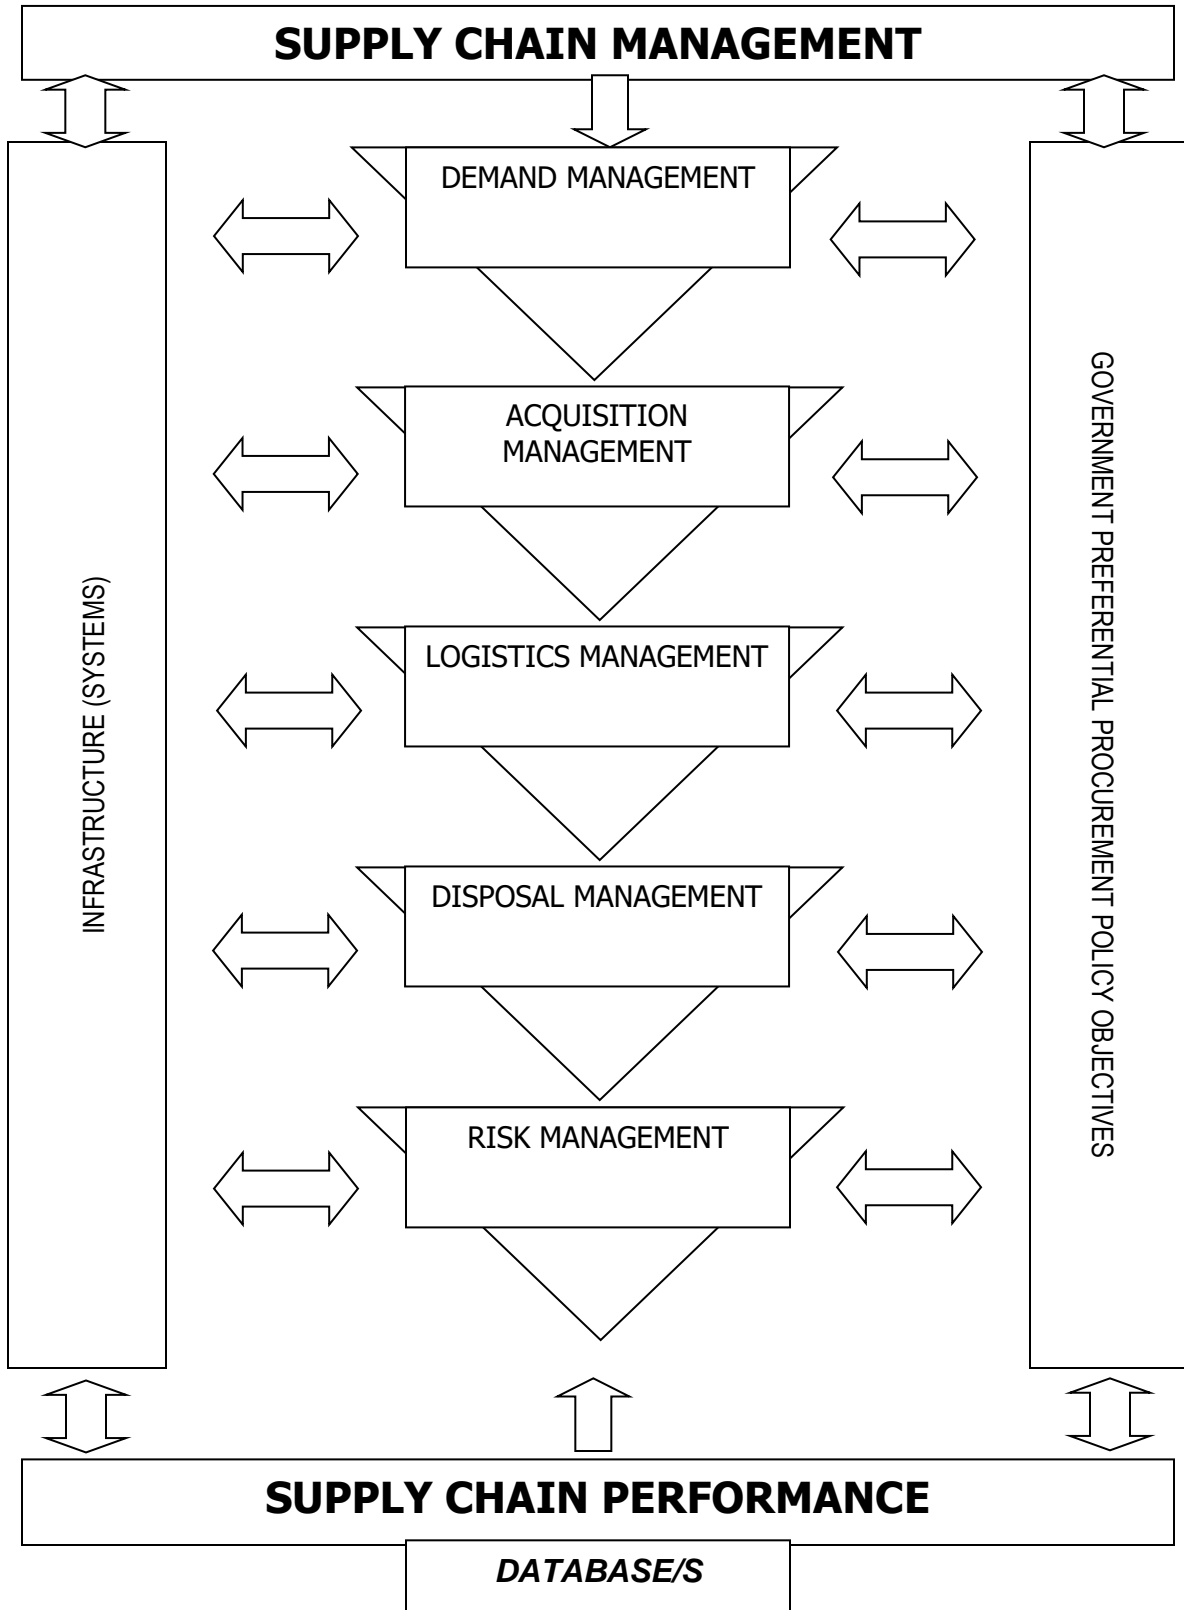 SUPPLY CHAIN MANAGEMENT
DEMAND MANAGEMENT
ACQUISITION
MANAGEMENT
LOGISTICS MANAGEMENT
DISPOSAL MANAGEMENT
RISK MANAGEMENT
INFRASTRUCTURE (SYSTEMS)
GOVERNMENT PREFERENTIAL PROCUREMENT POLICY OBJECTIVES
SUPPLY CHAIN PERFORMANCE
DATABASE/S